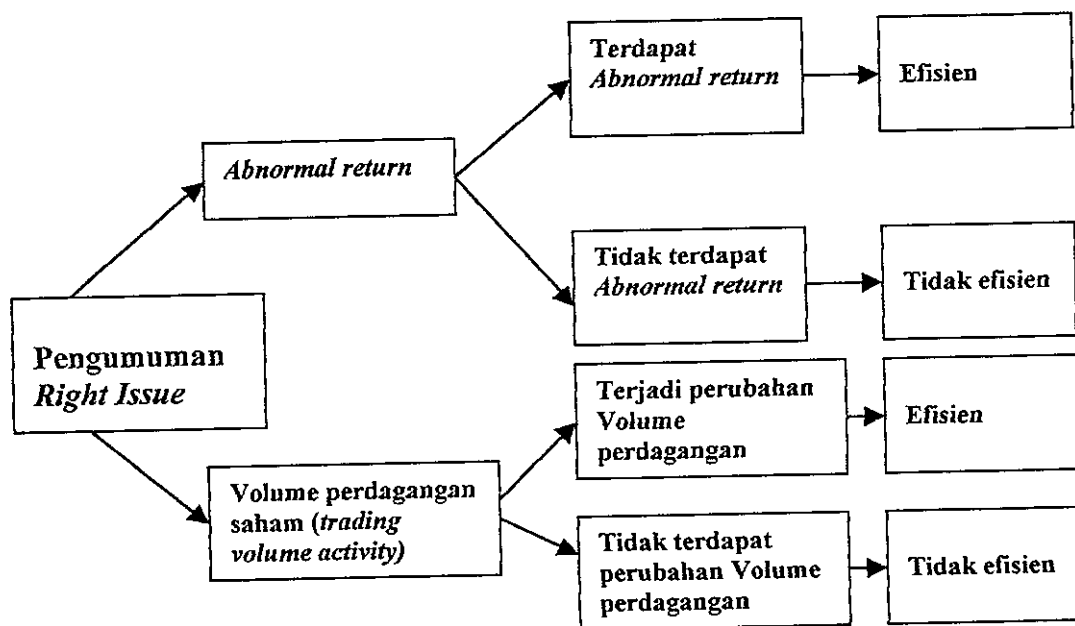 Terdapat
Abnormal return
Efisien
Abnormal return
Tidak terdapat
Abnormal return
Tidak efisien
Pengumuman
Right Issue
Terjadi perubahan
Volume
perdagangan
Efisien
Volume perdagangan
saham (trading
volume activity)
Tidak terdapat
perubahan Volume
perdagangan
Tidak efisien